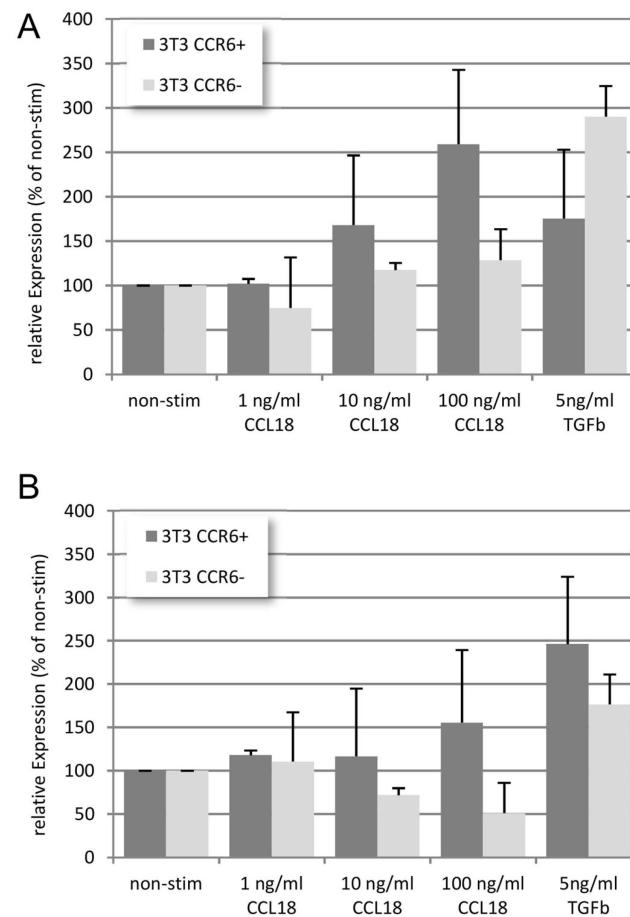 A
400
350
300
250
200
150
100
50
0
relative Expression (% of non-stim)
3T3 CCR6+
3T3 CCR6-
non-stim
1 ng/ml
CCL18
10 ng/ml
CCL18
100 ng/ml
CCL18
5ng/ml
TGFb
B
400
350
300
250
200
150
100
50
0
relative Expression (% of non-stim)
3T3 CCR6+
3T3 CCR6-
non-stim
1 ng/ml
CCL18
10 ng/ml
CCL18
100 ng/ml
CCL18
5ng/ml
TGFb